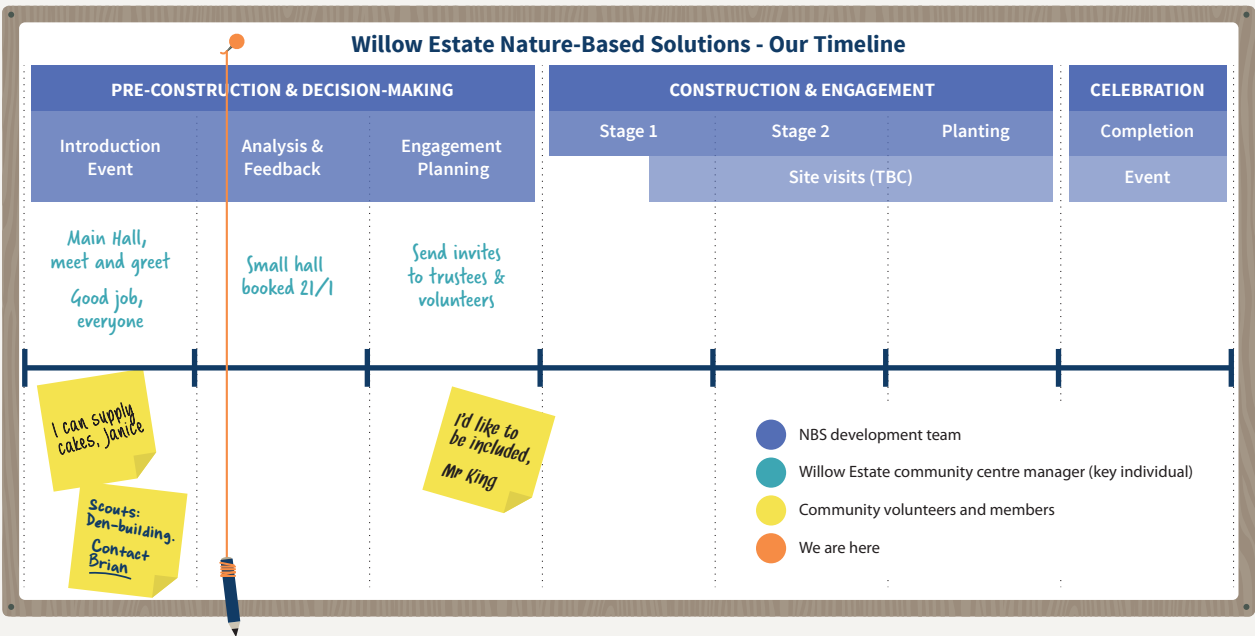 Willow Estate Nature-Based Solutions - Our Timeline
PRE-CONSTRUCTION & DECISION-MAKING
CONSTRUCTION & ENGAGEMENT
CELEBRATION
Introduction
Event
Analysis &
Feedback
Engagement
Planning
Stage 1
Stage 2
Planting
Completion
Site visits (TBC)
Event
Main Hall,
meet and greet
Good job,
everyone
Small hall
booked 21/1
Send invites
to trustees &
volunteers
I can supply
cakes, Janice
Scouts:
Den-building.
Contact
Brian
I'd like to
be included,
Mr King
NBS development team
Willow Estate community centre manager (key individual)
Community volunteers and members
We are here